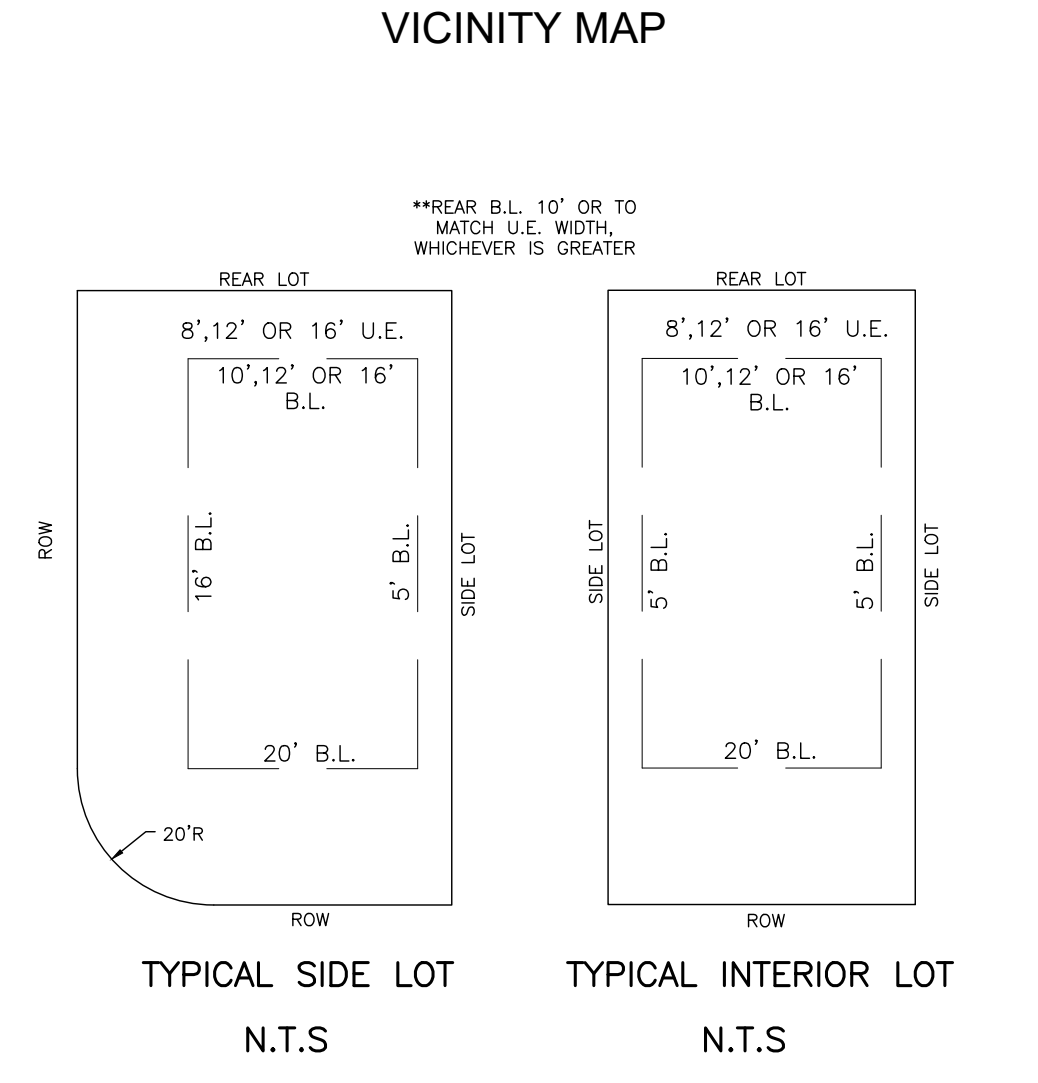 VICINITY MAP
**REAR B.L. 10' OR TO
MATCH U.E. WIDTH,
WHICHEVER IS GREATER
REAR LOT
8',12' OR 16' U.E.
10',12' OR 16'
B.L.
ROW
16' B.L.
5' B.L.
SIDE LOT
20' B.L.
20'R
ROW
TYPICAL SIDE LOT
N.T.S
REAR LOT
8',12' OR 16' U.E.
10',12' OR 16'
B.L.
SIDE LOT
5' B.L.
5' B.L.
SIDE LOT
20' B.L.
ROW
TYPICAL INTERIOR LOT
N.T.S